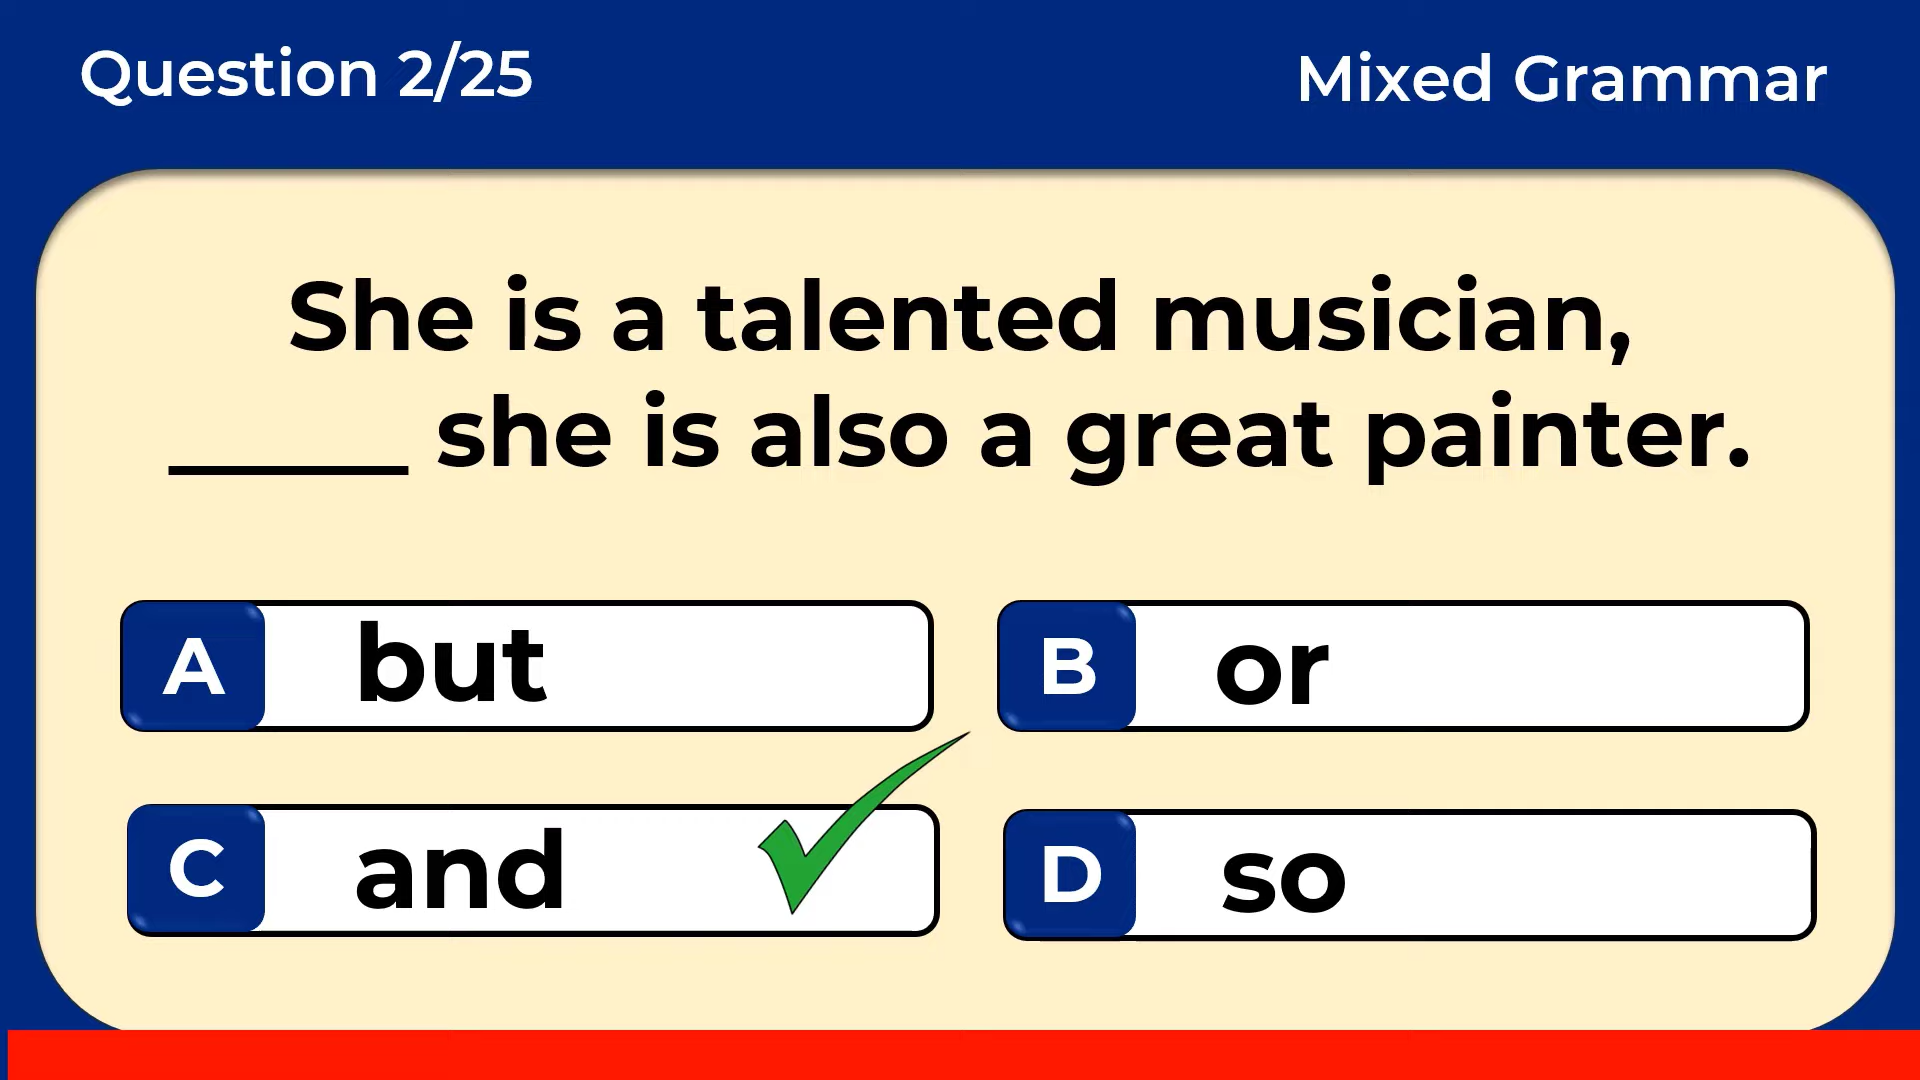 Question 2/25
Mixed Grammar
She is a talented musician,
_____ she is also a great painter.
A but
B or
C and
D so